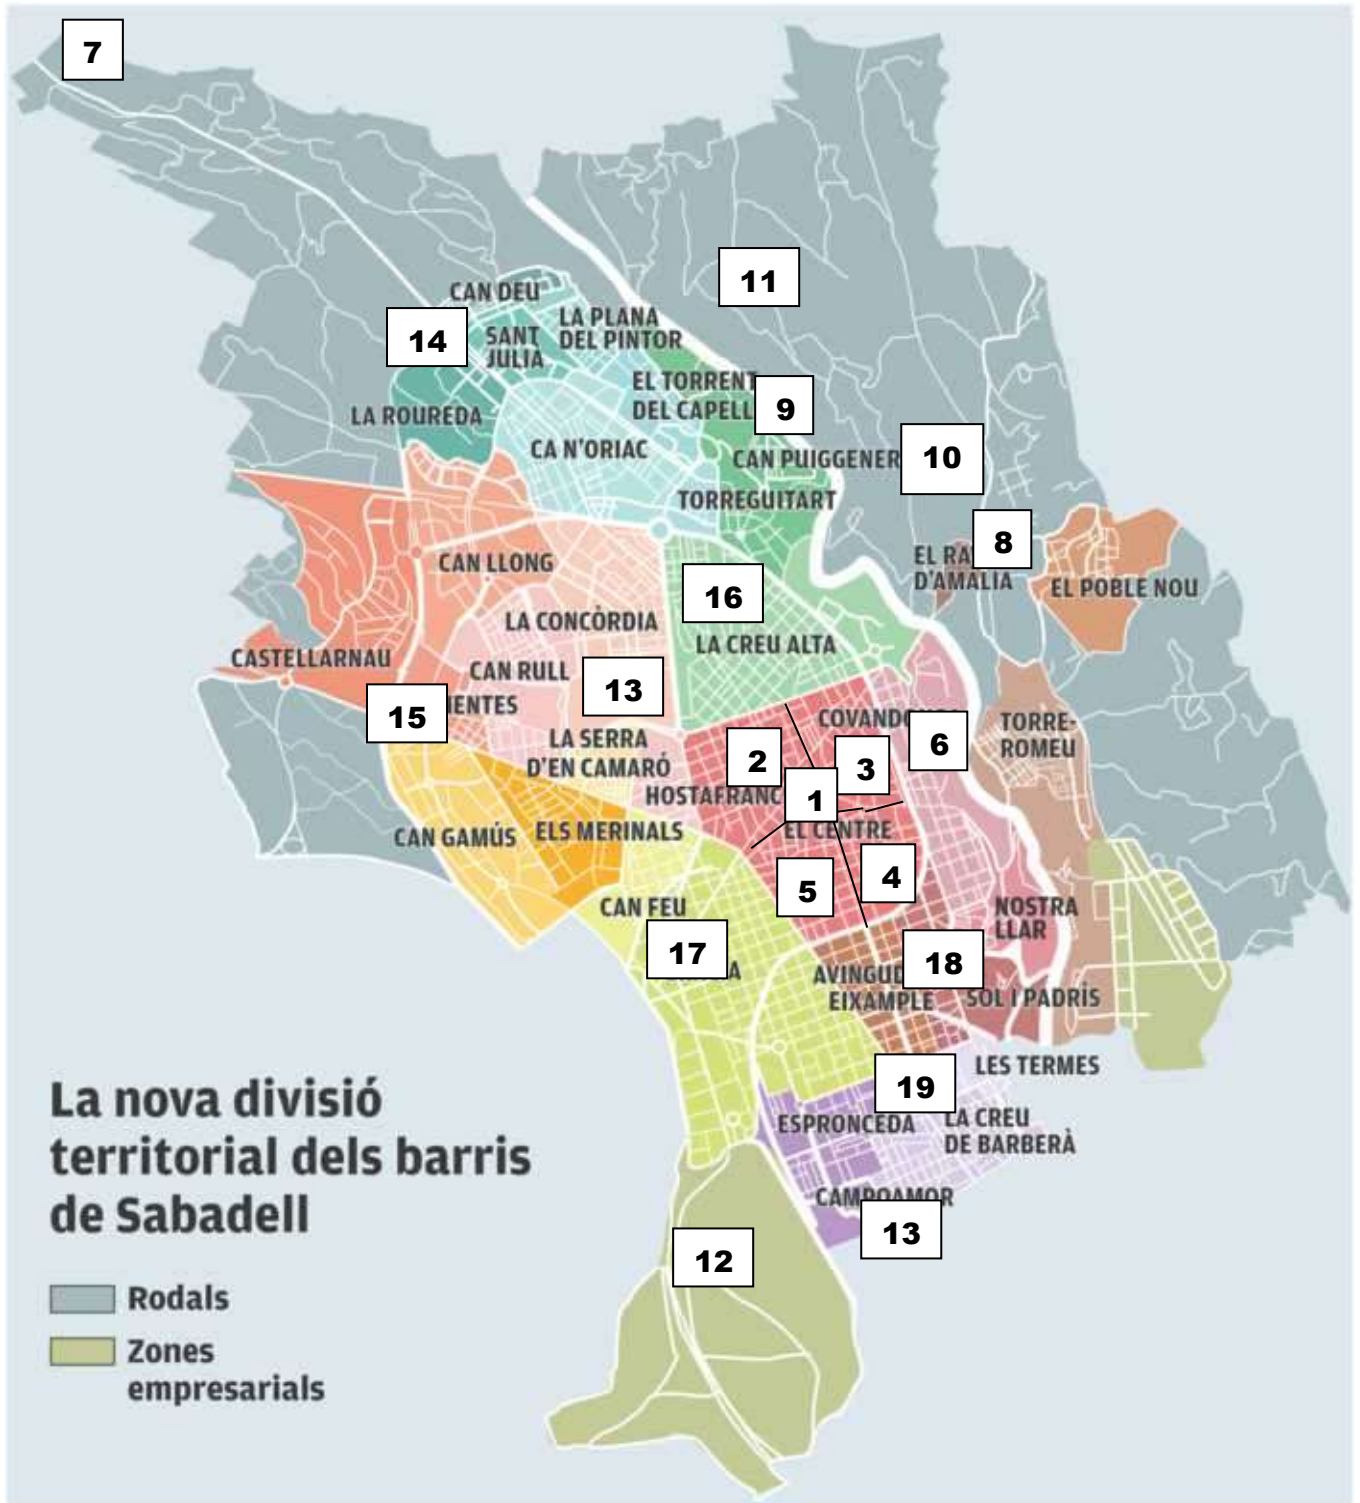 7
11
CAN DEU
LA PLANA
DEL PINTOR
14
SANT
JULIÀ
EL TORRENT
DEL CAPELL
9
LA ROUREDA
CA N'ORIAC
CAN PUIGGENER
10
TORREGUITART
8
EL RA
D'AMÀLIA
EL POBLE NOU
CAN LLONG
16
LA CONCÒRDIA
LA CREU ALTA
CASTELLARNAU
CAN RULL
13
15
IENTES
COVAND
6
TORRE-
ROMEU
LA SERRA
D'EN CAMARÓ
2
3
HOSTAFRANC
1
EL CENTRE
CAN GAMÚS
ELS MERINALS
5
4
CAN FEU
NOSTRA
LLAR
17
A
AVINGUD
EIXAMPLE
18
SOL I PADRÍS
LES TERMES
19
ESPRONCEDA
LA CREU
DE BARBERÀ
CAMPOAMOR
13
12
La nova divisió
territorial dels barris
de Sabadell
Rodals
Zones
empresarials